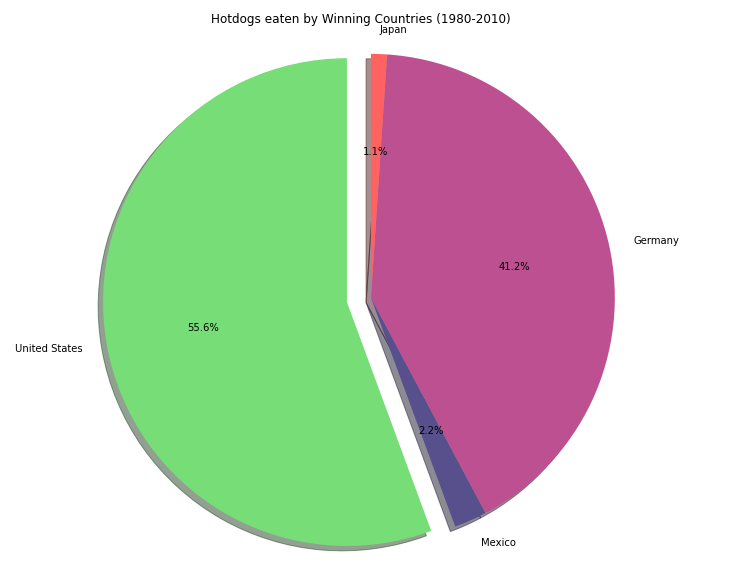 Hotdogs eaten by Winning Countries (1980-2010)
Japan
1.1%
Germany
41.2%
55.6%
United States
2.2%
Mexico